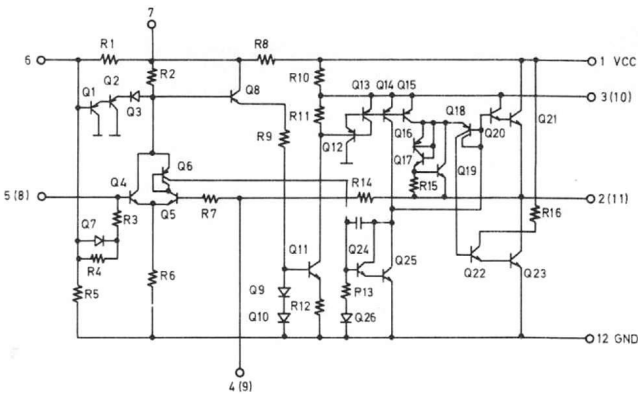 7
6
R1
R2
R8
1 VCC
R10
3 (10)
Q1
Q2
Q3
Q8
Q13
Q14
Q15
R11
R9
Q12
Q16
Q18
Q20
Q21
Q17
Q6
R15
Q19
R14
5 (8)
Q4
Q5
R7
2 (11)
R3
R16
Q7
R4
Q24
Q11
Q25
Q22
Q23
R5
R6
Q9
R12
P13
Q10
Q26
12 GND
4 (9)